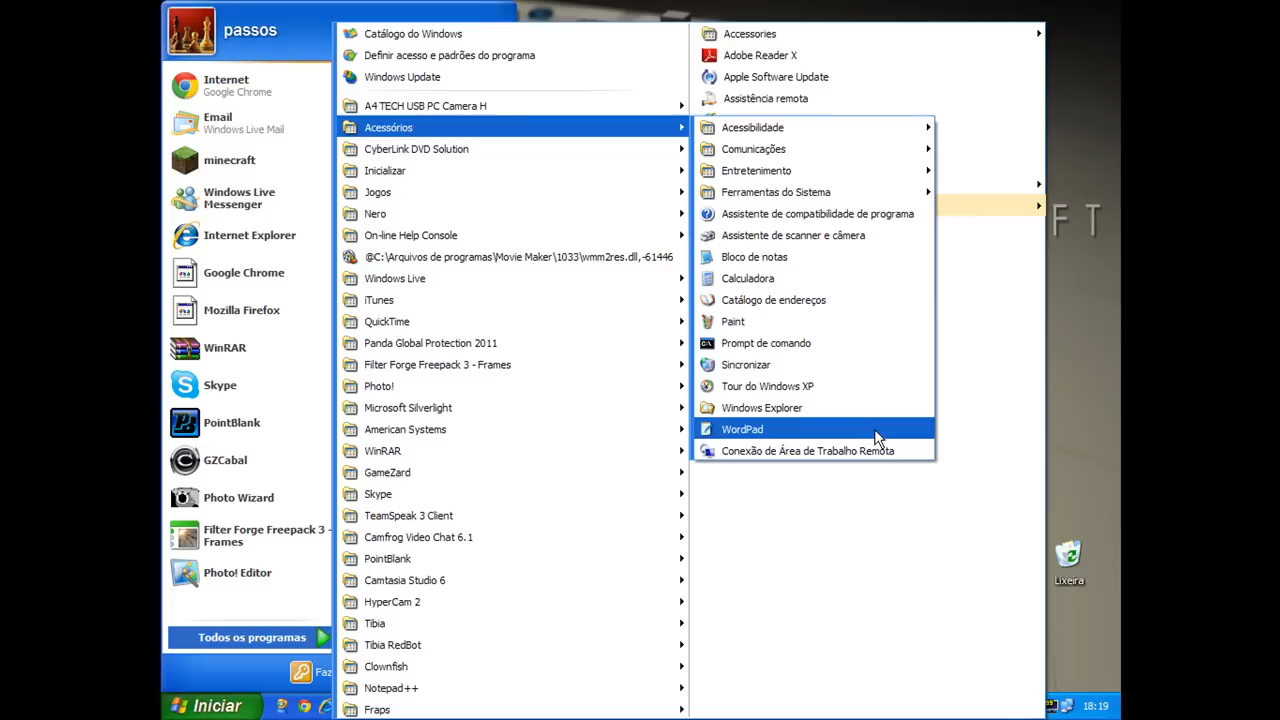 passos
Internet
Google Chrome
Email
Windows Live Mail
minecraft
Windows Live
Messenger
Internet Explorer
Google Chrome
Mozilla Firefox
WinRAR
Skype
PointBlank
GZCabal
Photo Wizard
Filter Forge Freepack 3 -
Frames
Photo! Editor
Todos os programas
Faz
Iniciar
Catálogo do Windows
Definir acesso e padrões do programa
Windows Update
A4 TECH USB PC Camera H
Acessórios
CyberLink DVD Solution
Inicializar
Jogos
Nero
On-line Help Console
@C:\Arquivos de programas\Movie Maker\1033\wmm2res.dll,-61446
Windows Live
iTunes
QuickTime
Panda Global Protection 2011
Filter Forge Freepack 3 - Frames
Photo!
Microsoft Silverlight
American Systems
WinRAR
GameZard
Skype
TeamSpeak 3 Client
Camfrog Video Chat 6.1
PointBlank
Camtasia Studio 6
HyperCam 2
Tibia
Tibia RedBot
Clownfish
Notepad++
Fraps
Accessories
Adobe Reader X
Apple Software Update
Assistência remota
Acessibilidade
Comunicações
Entretenimento
Ferramentas do Sistema
Assistente de compatibilidade de programa
Assistente de scanner e câmera
Bloco de notas
Calculadora
Catálogo de endereços
Paint
Prompt de comando
Sincronizar
Tour do Windows XP
Windows Explorer
WordPad
Conexão de Área de Trabalho Remota
F T
Lixeira
18:19